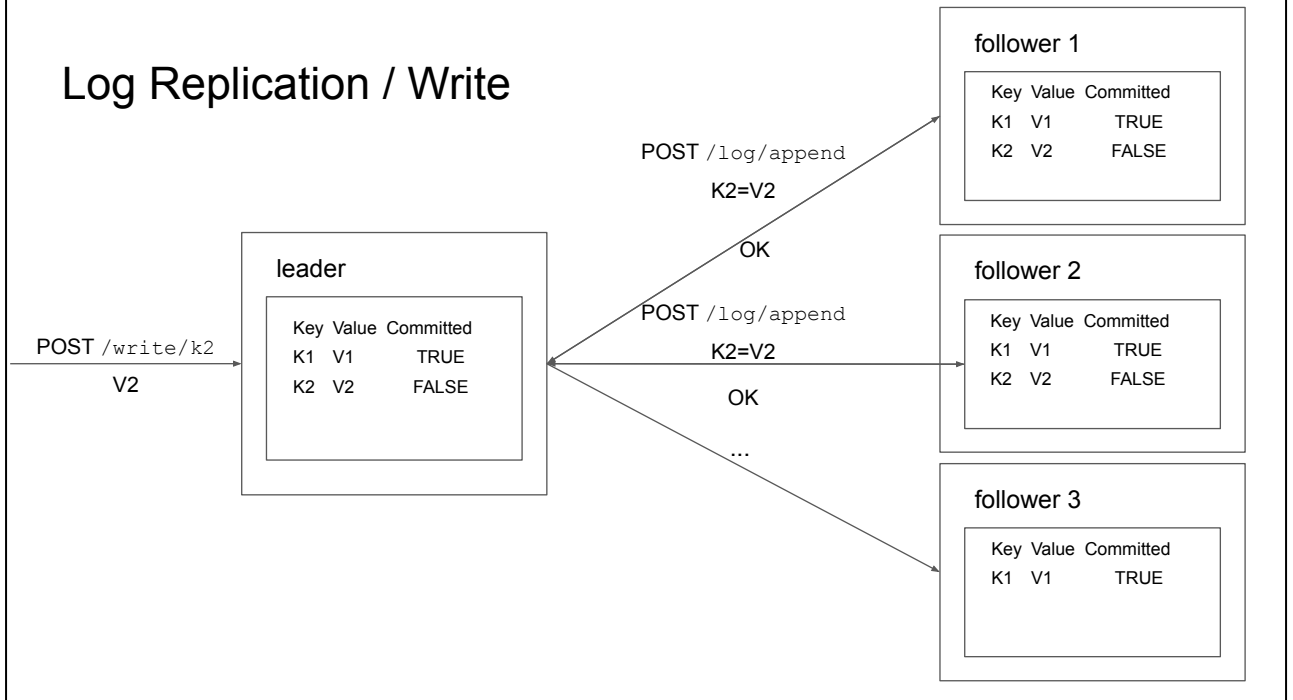 Log Replication / Write
POST /write/k2
V2
leader
Key Value Committed
K1 V1 TRUE
K2 V2 FALSE
POST /log/append
K2=V2
OK
POST /log/append
K2=V2
OK
...
follower 1
Key Value Committed
K1 V1 TRUE
K2 V2 FALSE
follower 2
Key Value Committed
K1 V1 TRUE
K2 V2 FALSE
follower 3
Key Value Committed
K1 V1 TRUE